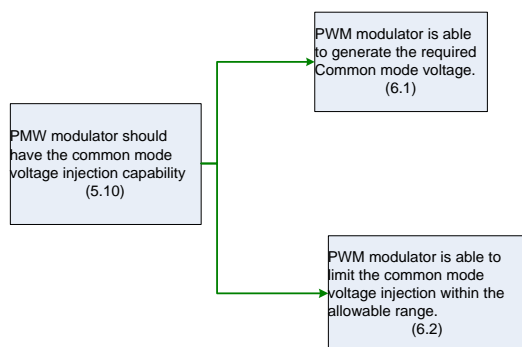 PWM modulator is able
to generate the required
Common mode voltage.
(6.1)
PMW modulator should
have the common mode
voltage injection capability
(5.10)
PWM modulator is able to
limit the common mode
voltage injection within the
allowable range.
(6.2)